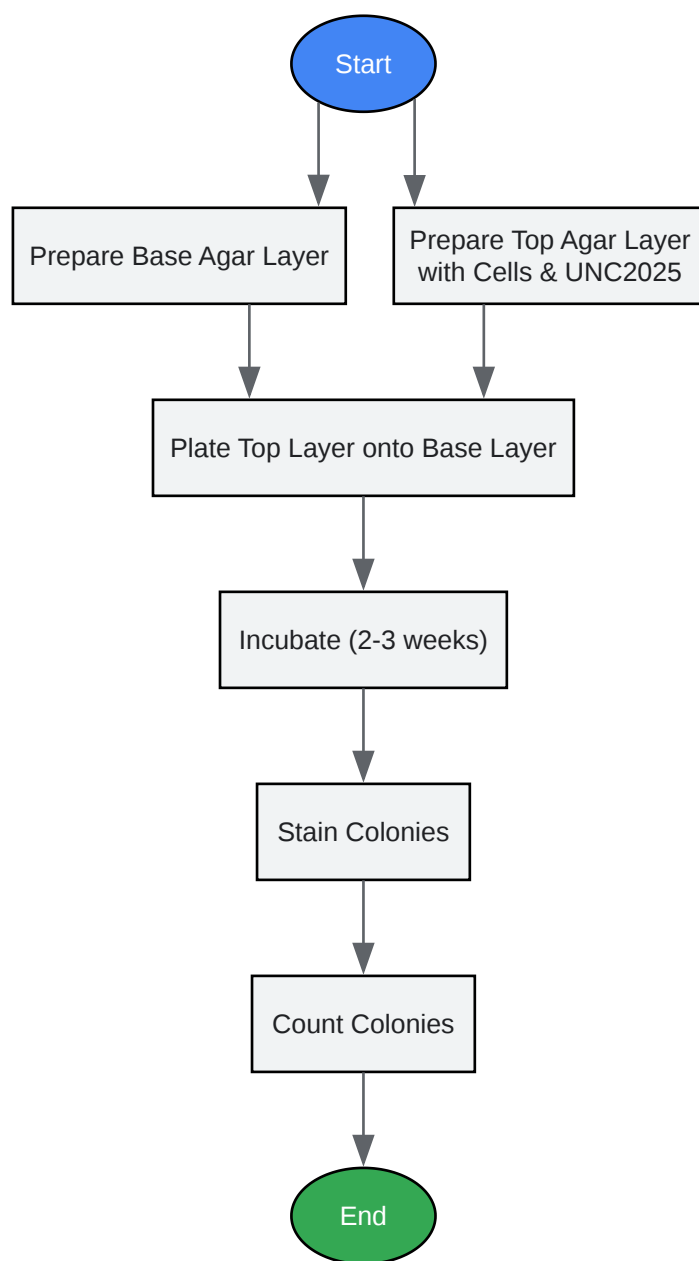 Start
Prepare Base Agar Layer
Prepare Top Agar Layer
with Cells & UNC2025
Plate Top Layer onto Base Layer
Incubate (2-3 weeks)
Stain Colonies
Count Colonies
End